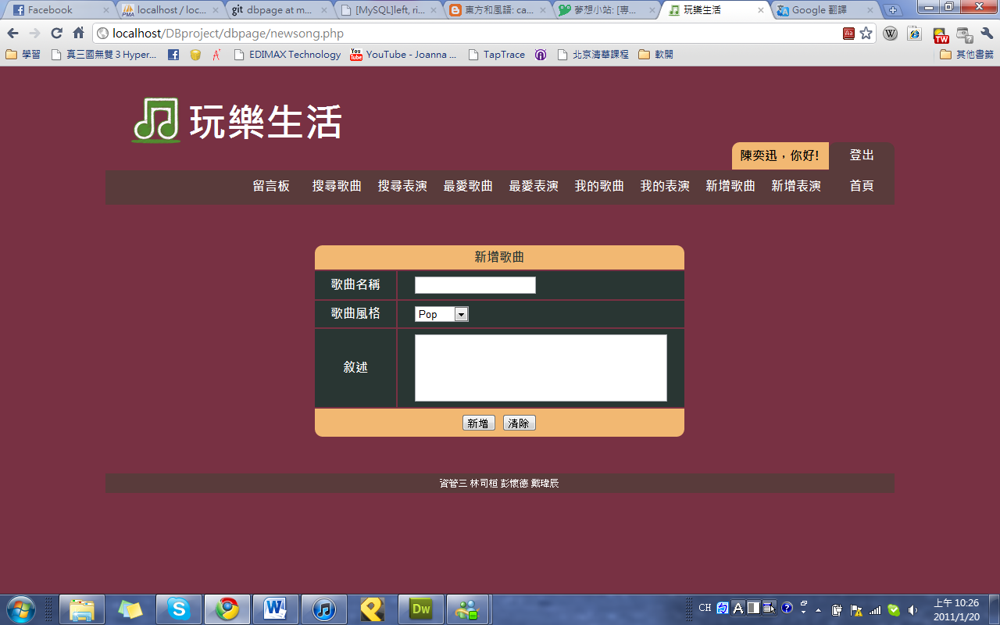 Facebook
localhost / loc...
git dbpage at m...
[MySQL]left, ri...
東方和風語: ca...
夢想小站: [專...
玩樂生活
Google 翻譯
localhost/DBproject/dbpage/newsong.php
學習
真三國無雙 3 Hyper...
EDIMAX Technology
YouTube - Joanna ...
TapTrace
北京清華課程
軟開
其他書籤
玩樂生活
陳奕迅，你好!
登出
留言板 搜尋歌曲 搜尋表演 最愛歌曲 最愛表演 我的歌曲 我的表演 新增歌曲 新增表演 首頁
新增歌曲
歌曲名稱
歌曲風格 Pop
敘述
新增 清除
資管三 林司桓 彭懷德 戴瑋辰
CH
上午 10:26
2011/1/20